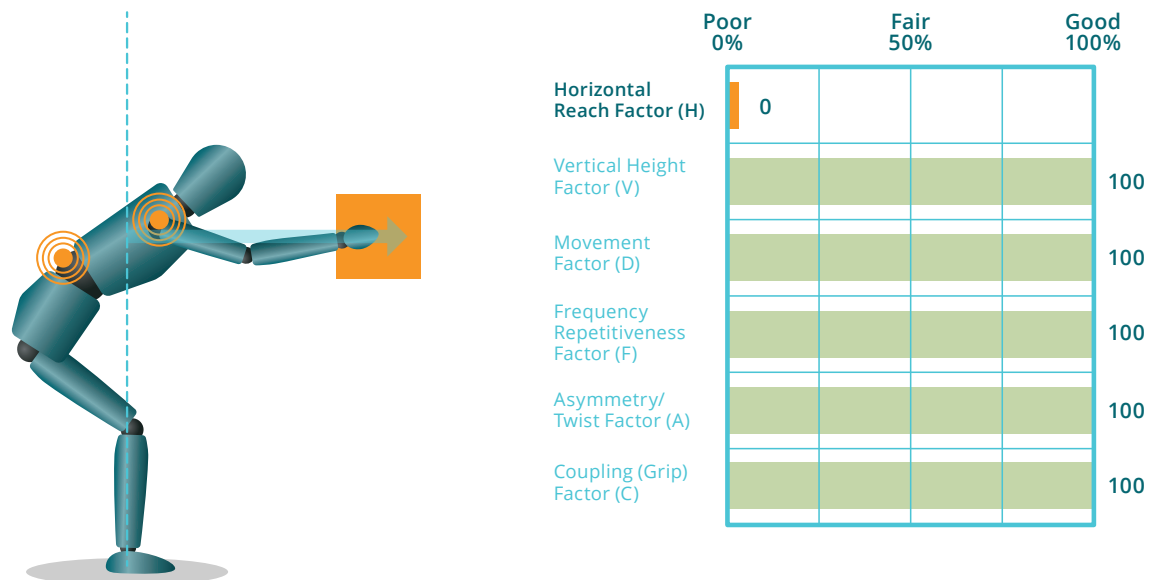 Poor
0%
Fair
50%
Good
100%
Horizontal
Reach Factor (H)
0
Vertical Height
Factor (V)
100
Movement
Factor (D)
100
Frequency
Repetitiveness
Factor (F)
100
Asymmetry/
Twist Factor (A)
100
Coupling (Grip)
Factor (C)
100